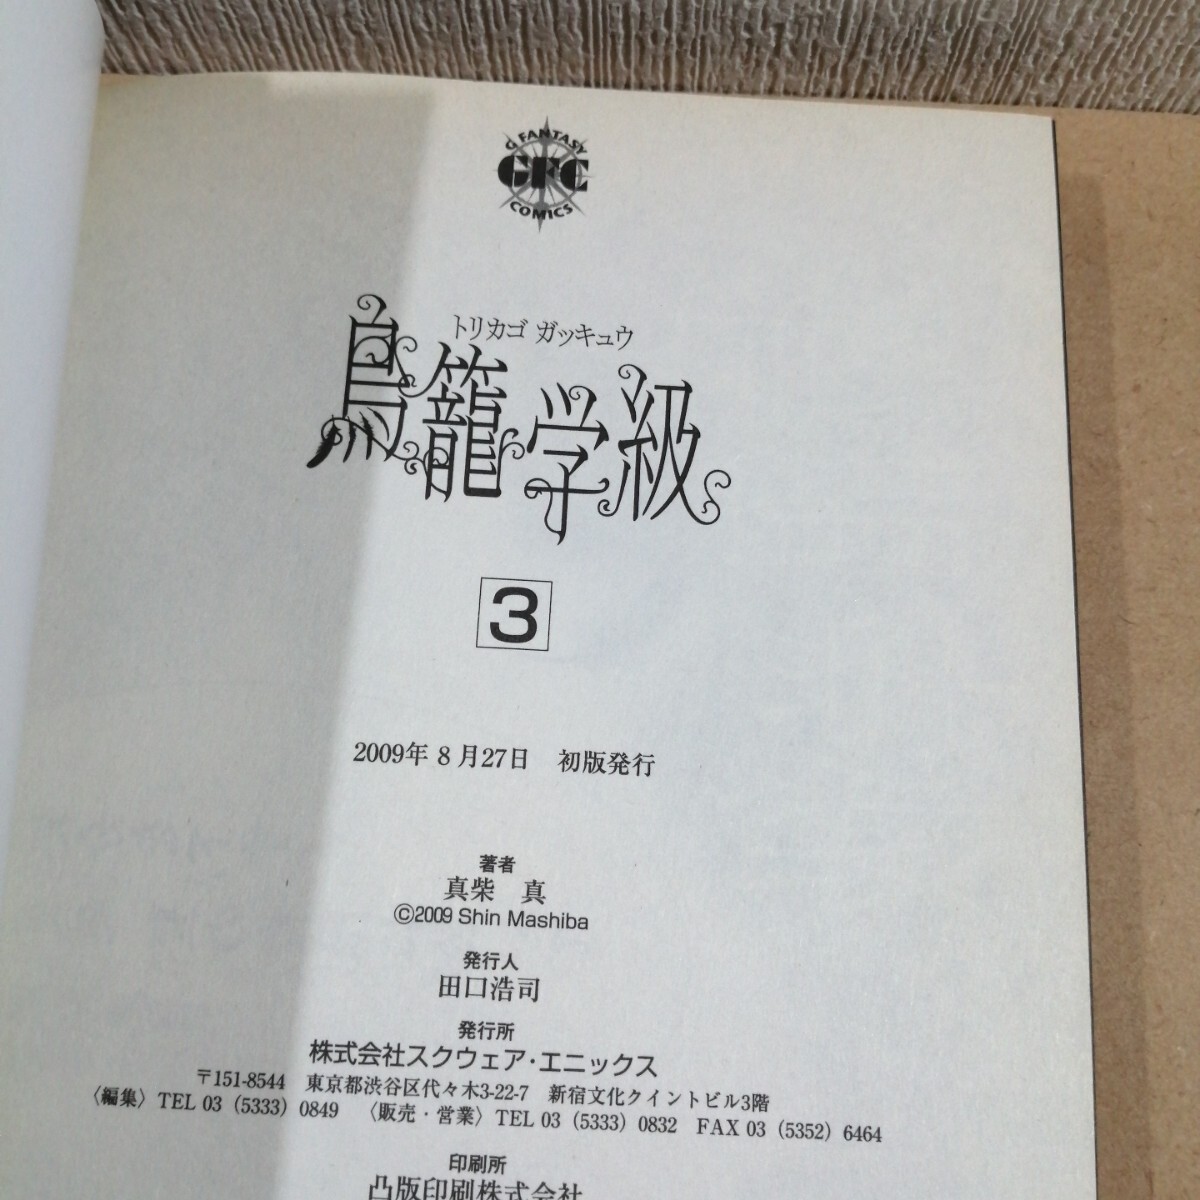 G FANTASY
GFC
COMICS
トリカゴ ガッキュウ
鳥籠学級
3
2009年8月27日 初版発行
著者
真柴 真
©2009 Shin Mashiba
発行人
田口浩司
発行所
株式会社スクウェア・エニックス
〒151-8544 東京都渋谷区代々木3-22-7 新宿文化クイントビル3階
〈編集〉TEL 03（5333）0849 〈販売・営業〉TEL 03（5333）0832 FAX 03（5352）6464
印刷所
凸版印刷株式会社